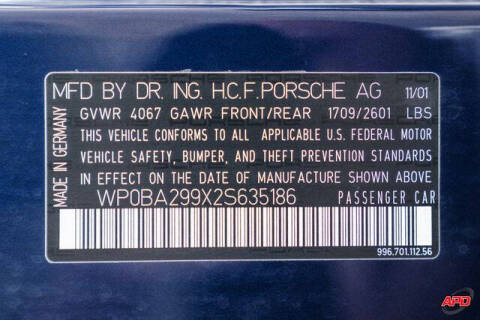 MFD BY DR. ING. H.C.F.PORSCHE AG 11/01
GVWR 4067 GAWR FRONT/REAR 1709/2601 LBS
THIS VEHICLE CONFORMS TO ALL APPLICABLE U.S. FEDERAL MOTOR
VEHICLE SAFETY, BUMPER, AND THEFT PREVENTION STANDARDS
IN EFFECT ON THE DATE OF MANUFACTURE SHOWN ABOVE
WP0BA299X2S635186 PASSENGER CAR
MADE IN GERMANY
996.701.112.56
APD